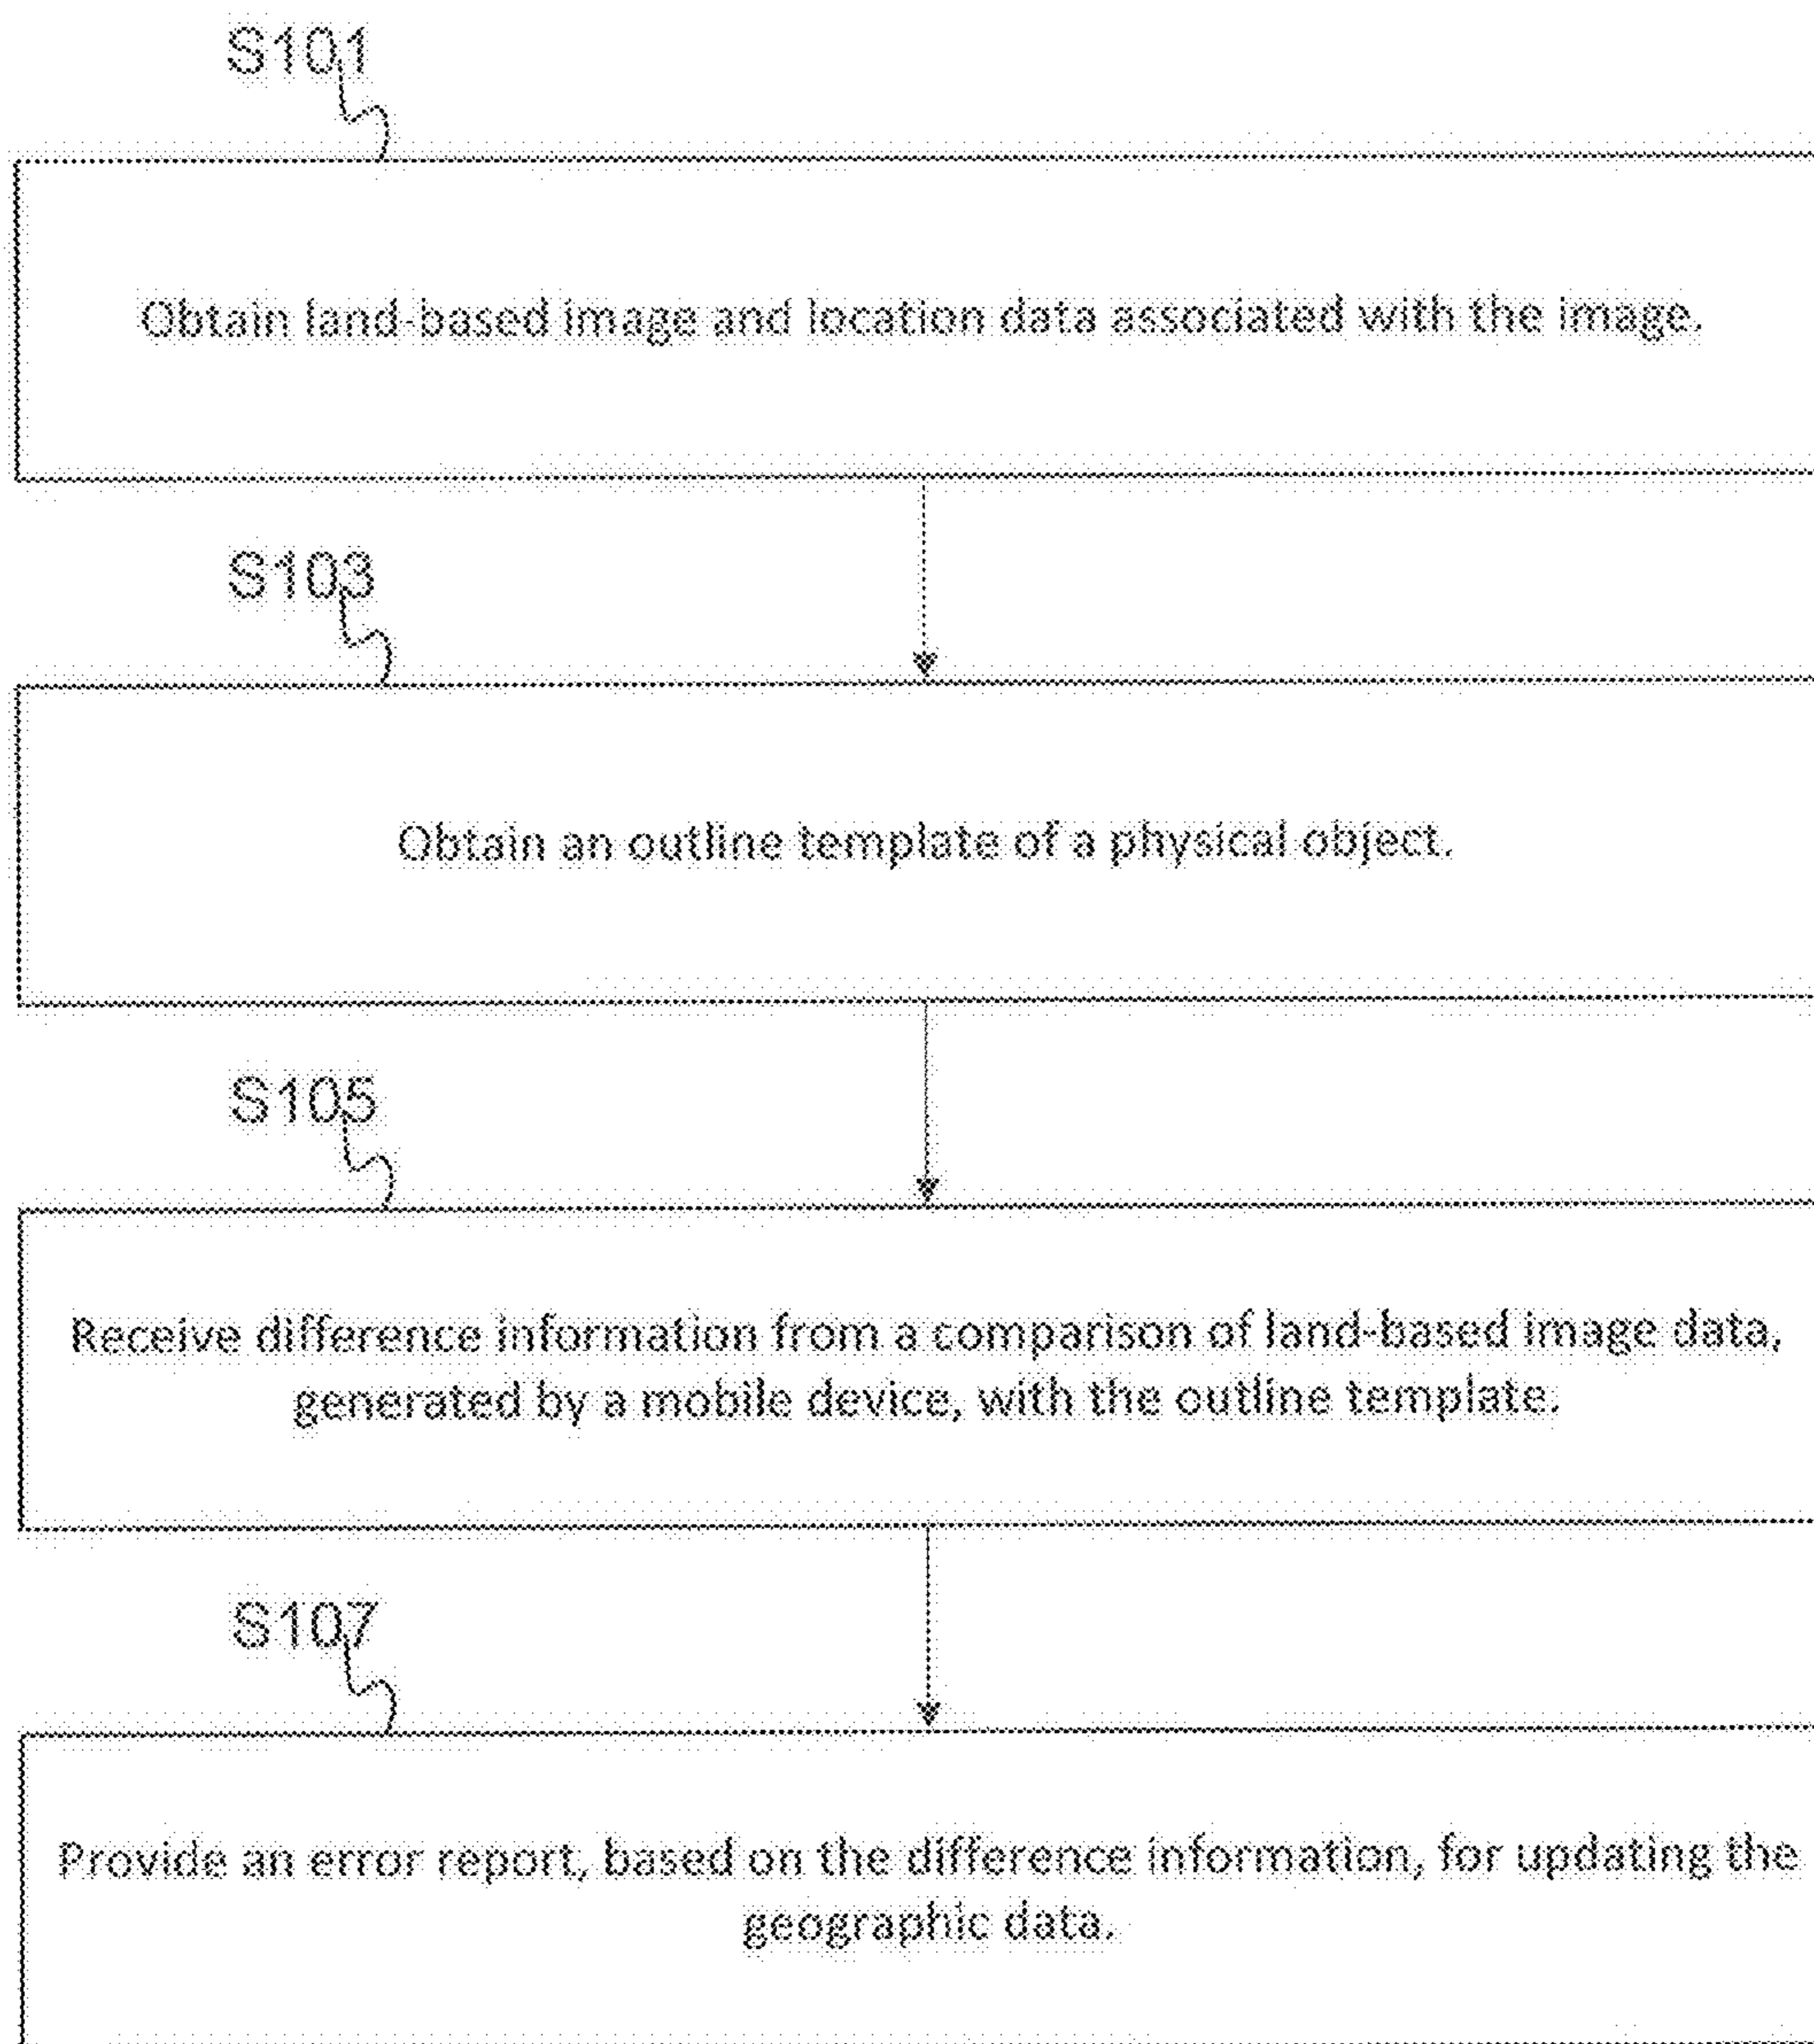 S101
Obtain land-based image and location data associated with the image.
S103
Obtain an outline template of a physical object.
S105
Receive difference information from a comparison of land-based image data,
generated by a mobile device, with the outline template.
S107
Provide an error report, based on the difference information, for updating the
geographic data.